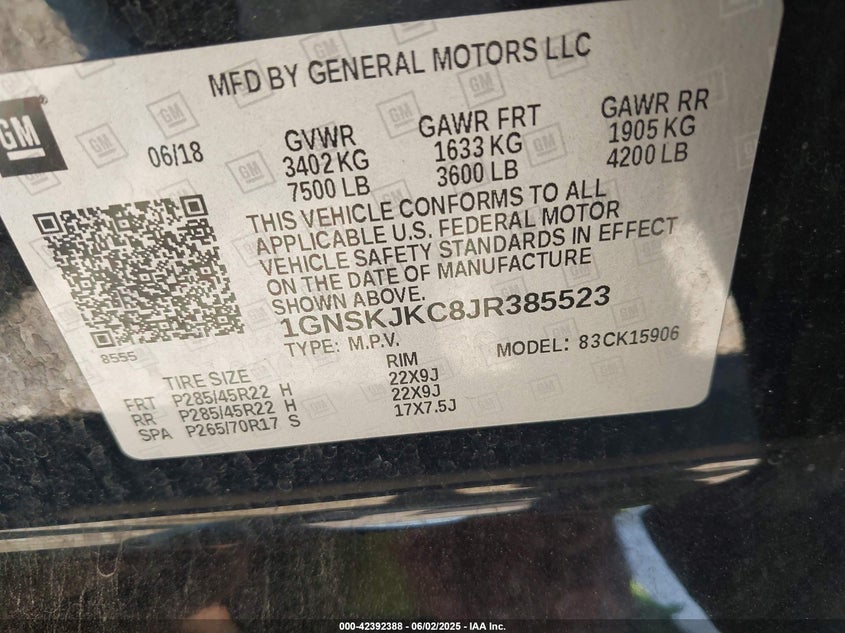 MFD BY GENERAL MOTORS LLC
GM
06/18
GVWR
3402 KG
7500 LB
GAWR FRT
1633 KG
3600 LB
GAWR RR
1905 KG
4200 LB
THIS VEHICLE CONFORMS TO ALL
APPLICABLE U.S. FEDERAL MOTOR
VEHICLE SAFETY STANDARDS IN EFFECT
ON THE DATE OF MANUFACTURE
SHOWN ABOVE.
1GNSKJKC8JR385523
8555
TYPE: M.P.V.
MODEL: 83CK15906
TIRE SIZE RIM
FRT P285/45R22 H 22X9J
RR P285/45R22 H 22X9J
SPA P265/70R17 S 17X7.5J
000-42392388 - 06/02/2025 - IAA Inc.